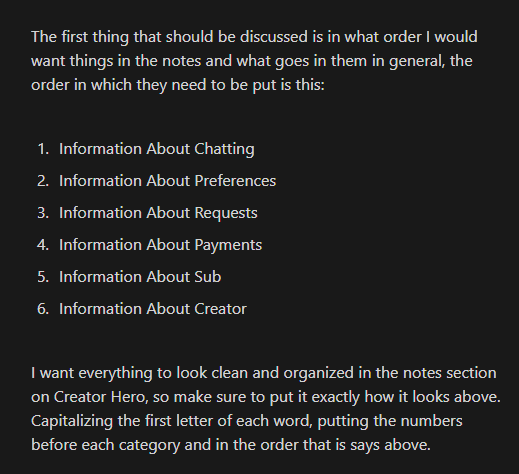 The first thing that should be discussed is in what order I would
want things in the notes and what goes in them in general, the
order in which they need to be put is this:
1. Information About Chatting
2. Information About Preferences
3. Information About Requests
4. Information About Payments
5. Information About Sub
6. Information About Creator
I want everything to look clean and organized in the notes section
on Creator Hero, so make sure to put it exactly how it looks above.
Capitalizing the first letter of each word, putting the numbers
before each category and in the order that is says above.